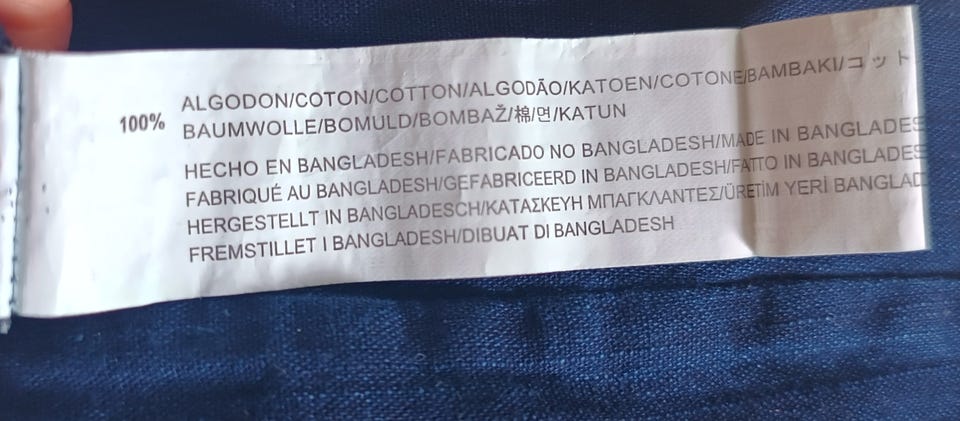 100% ALGODON/COTON/COTTON/ALGODÃO/KATOEN/COTONE/BAMBAKI/コット
BAUMWOLLE/BOMULD/BOMBAŽ/棉/면/KATUN
HECHO EN BANGLADESH/FABRICADO NO BANGLADESH/MADE IN BANGLADES
FABRIQUÉ AU BANGLADESH/GEFABRICEERD IN BANGLADESH/FATTO IN BANGLADES
HERGESTELLT IN BANGLADESCH/ΚΑΤΑΣΚΕΥΗ ΜΠΑΓΚΛΑΝΤΕΣ/ÜRETİM YERİ BANGLAD
FREMSTILLET I BANGLADESH/DIBUAT DI BANGLADESH